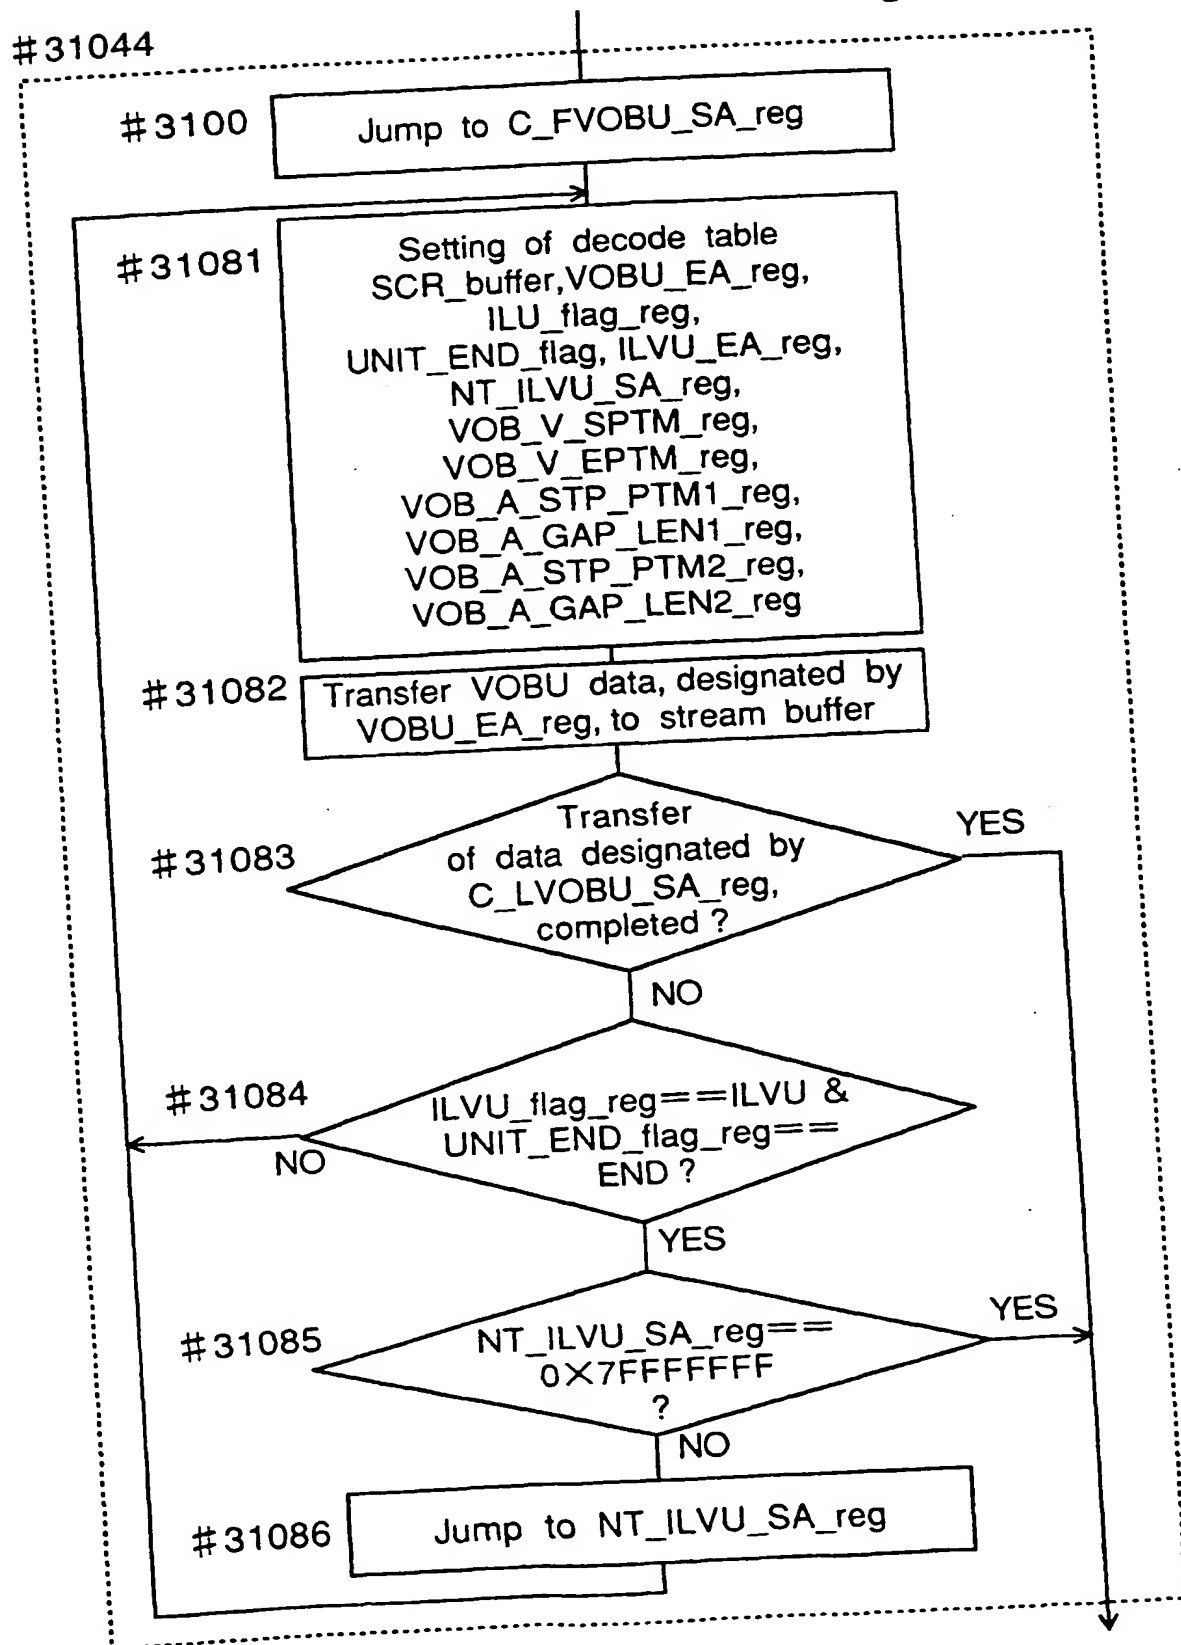 #31044
#3100
Jump to C_FVOBU_SA_reg
#31081
Setting of decode table
SCR_buffer,VOBU_EA_reg,
ILU_flag_reg,
UNIT_END_flag, ILVU_EA_reg,
NT_ILVU_SA_reg,
VOB_V_SPTM_reg,
VOB_V_EPTM_reg,
VOB_A_STP_PTM1_reg,
VOB_A_GAP_LEN1_reg,
VOB_A_STP_PTM2_reg,
VOB_A_GAP_LEN2_reg
#31082
Transfer VOBU data, designated by
VOBU_EA_reg, to stream buffer
#31083
Transfer
of data designated by
C_LVOBU_SA_reg,
completed ?
YES
NO
#31084
ILVU_flag_reg==ILVU &
UNIT_END_flag_reg==
END ?
NO
YES
#31085
NT_ILVU_SA_reg==
0X7FFFFFFF
?
YES
NO
#31086
Jump to NT_ILVU_SA_reg